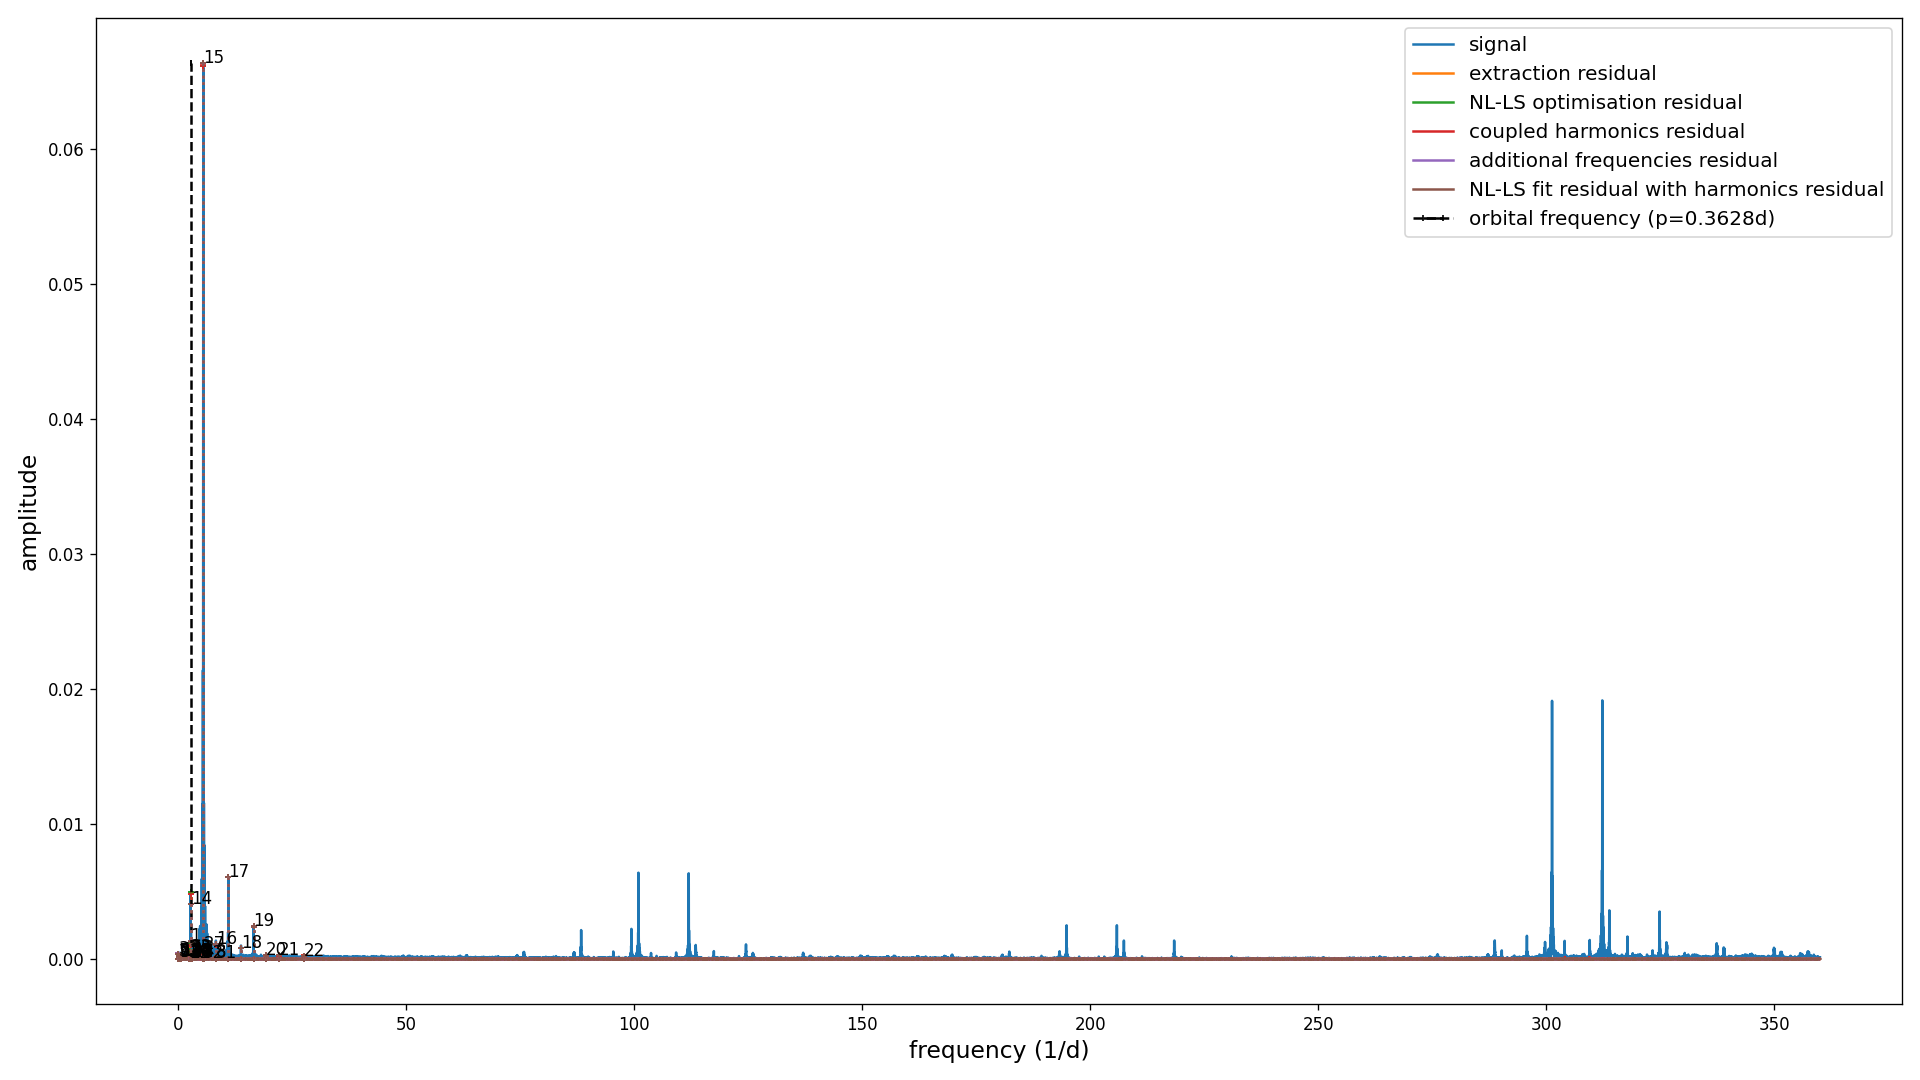 signal
extraction residual
NL-LS optimisation residual
coupled harmonics residual
additional frequencies residual
NL-LS fit residual with harmonics residual
orbital frequency (p=0.3628d)
15
0.06
0.05
0.04
0.03
0.02
0.01
0.00
17
14
19
16
18
20
21
22
0
50
100
150
200
250
300
350
amplitude
frequency (1/d)